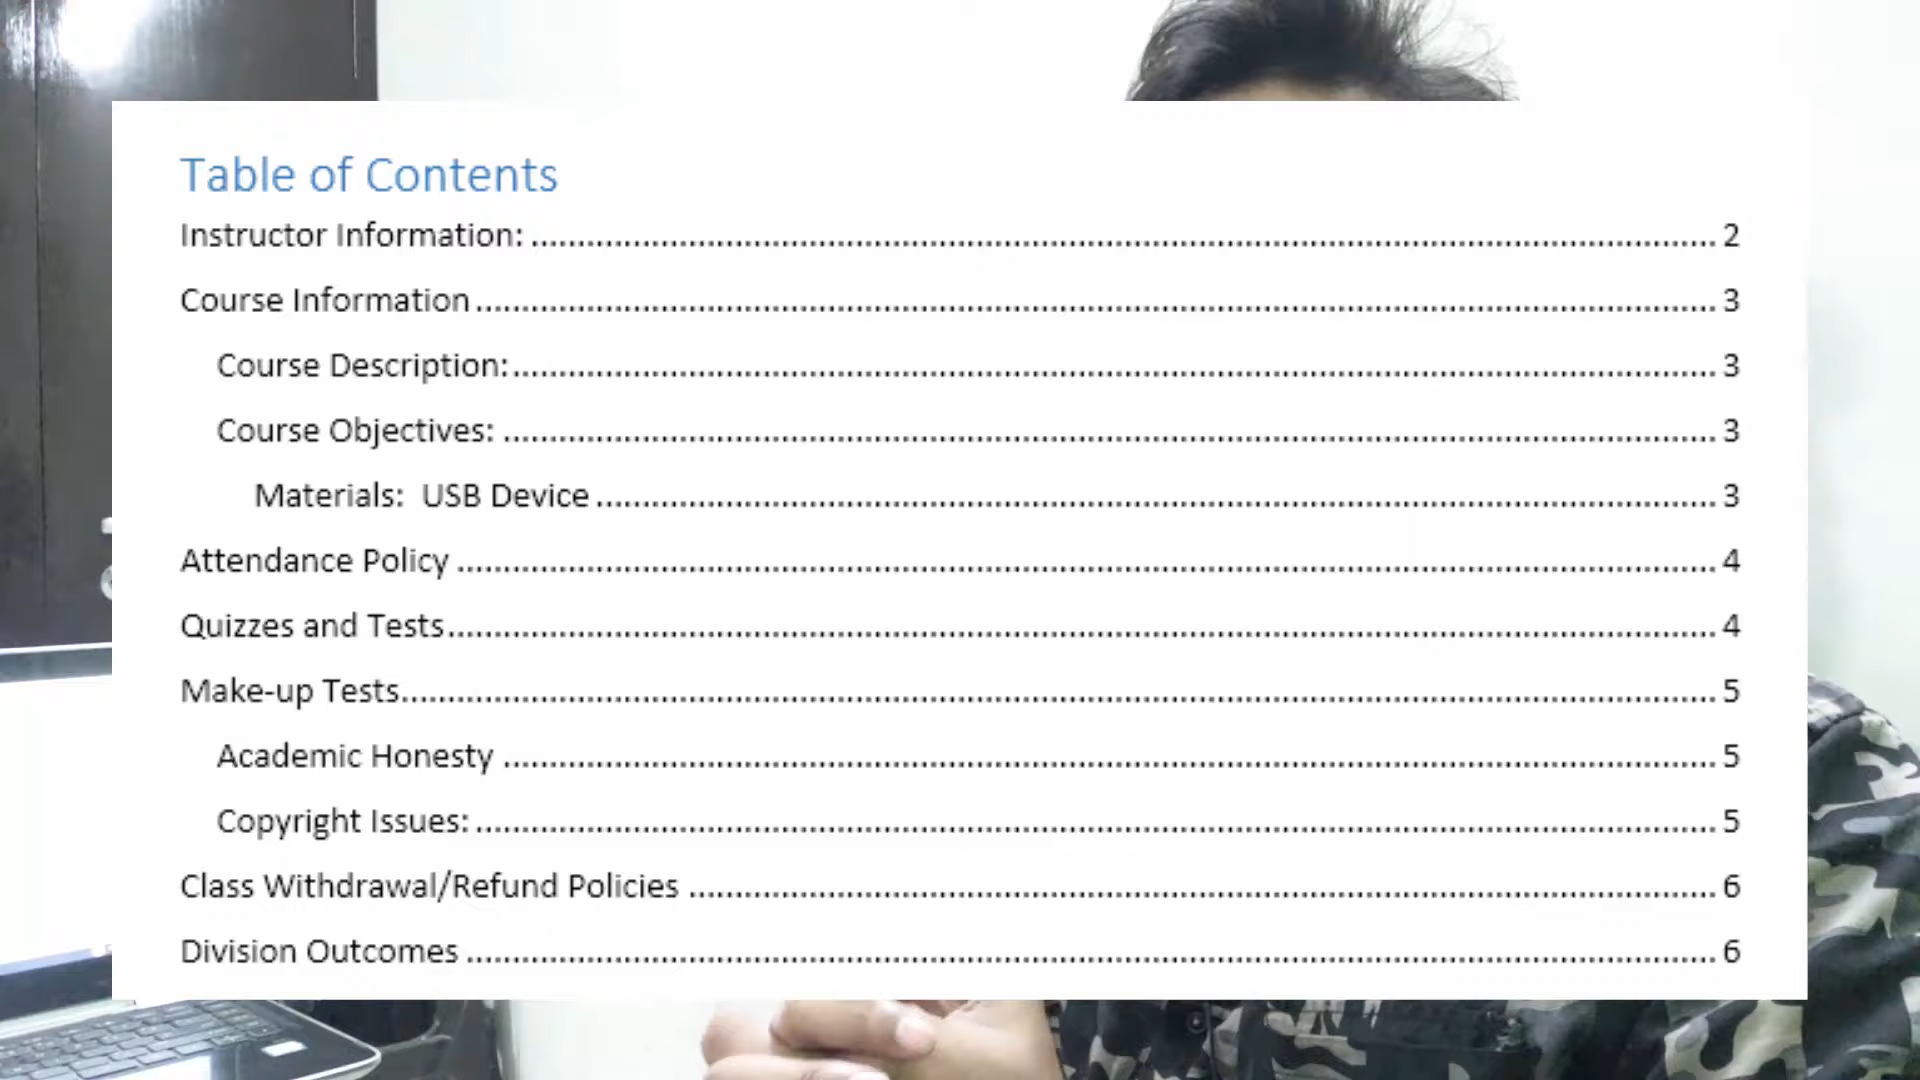 Table of Contents
Instructor Information: ........ 2
Course Information ........ 3
Course Description: ........ 3
Course Objectives: ........ 3
Materials:  USB Device ........ 3
Attendance Policy ........ 4
Quizzes and Tests ........ 4
Make-up Tests ........ 5
Academic Honesty ........ 5
Copyright Issues: ........ 5
Class Withdrawal/Refund Policies ........ 6
Division Outcomes ........ 6